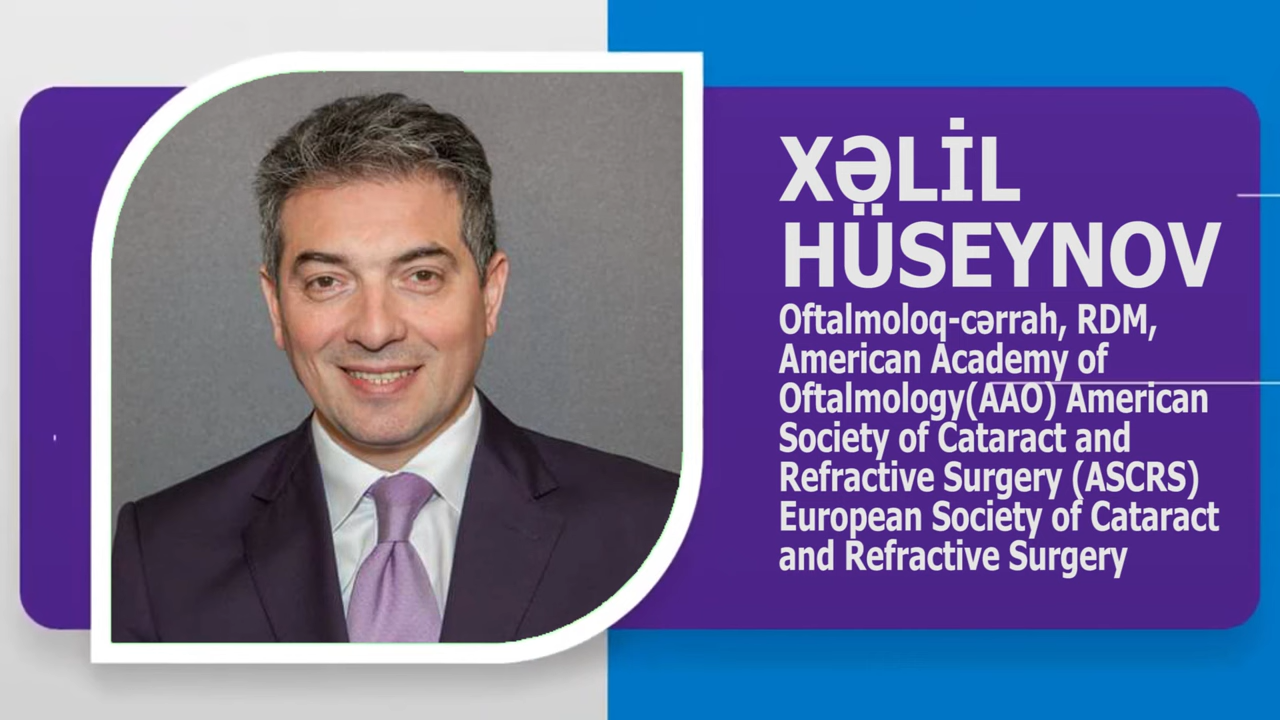 XƏLİL
HÜSEYNOV
Oftalmoloq-cərrah, RDM,
American Academy of
Oftalmology(AAO) American
Society of Cataract and
Refractive Surgery (ASCRS)
European Society of Cataract
and Refractive Surgery